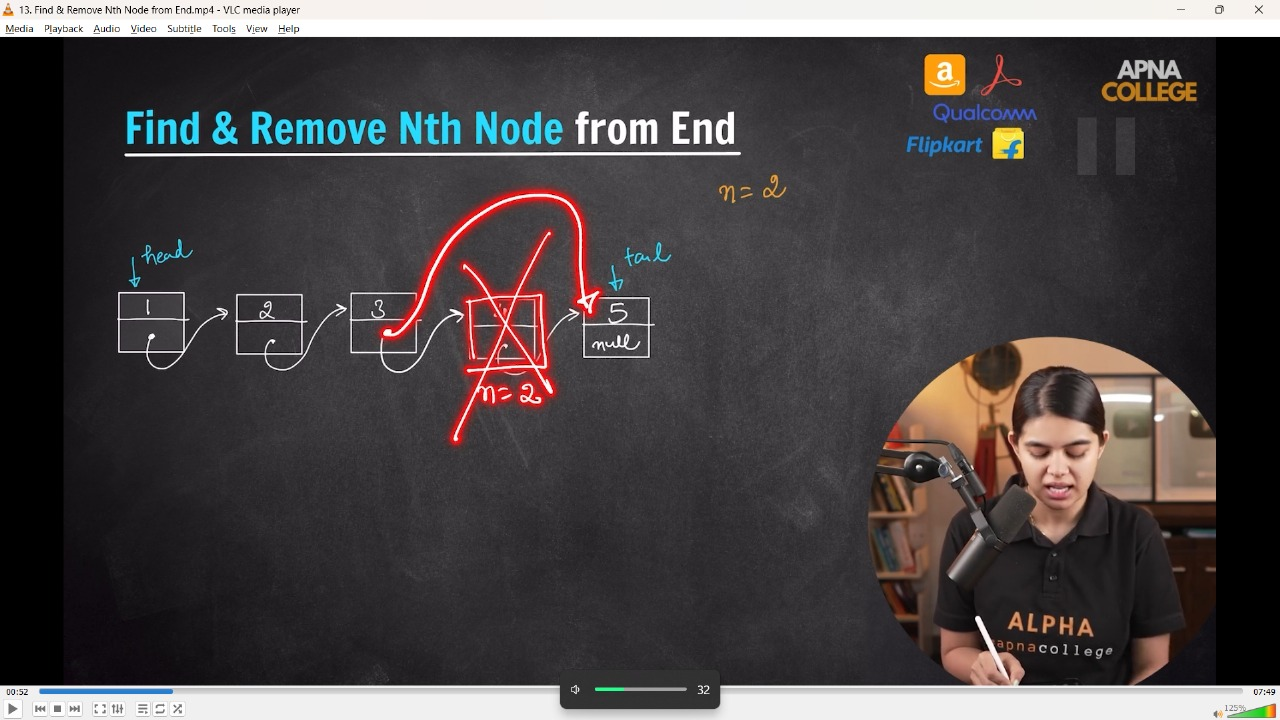 13. Find & Remove Nth Node from End.mp4 - VLC media player
Media Playback Audio Video Subtitle Tools View Help
a
APNA
COLLEGE
Qualcomm
Flipkart
Find & Remove Nth Node from End
n = 2
head
tail
1
2
3
5
null
n = 2
ALPHA
apnacollege
00:52
32
07:49
125%